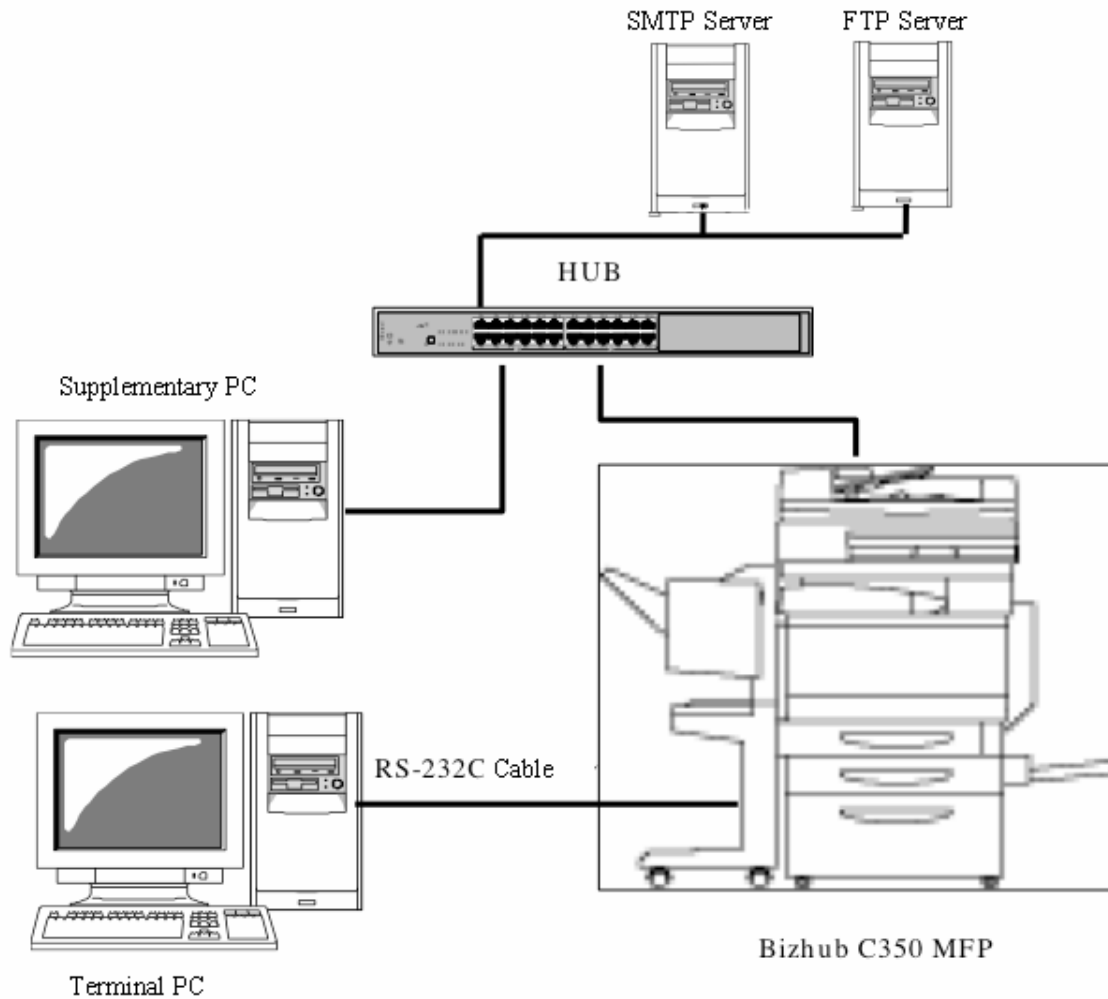 SMTP Server
FTP Server
HUB
Supplementary PC
RS-232C Cable
Bizhub C350 MFP
Terminal PC